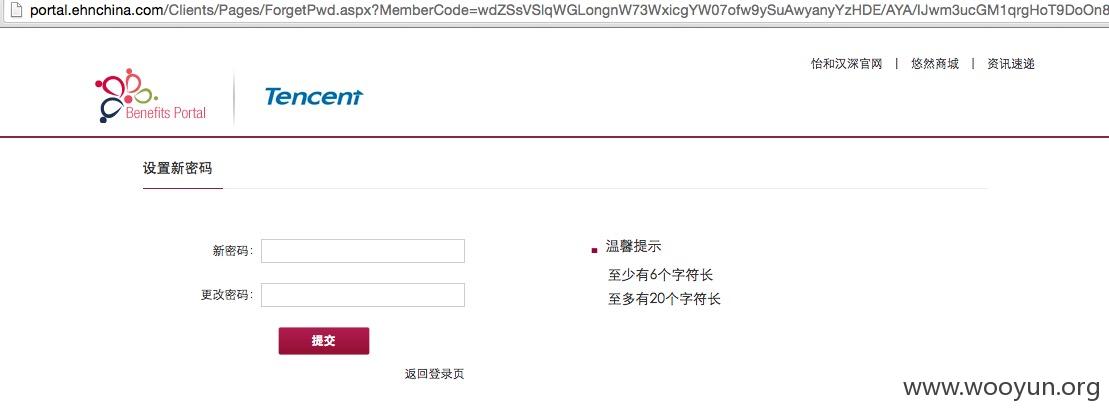 portal.ehnchina.com/Clients/Pages/ForgetPwd.aspx?MemberCode=wdZSsVSlqWGLongnW73WxicgYW07ofw9ySuAwyanyYzHDE/AYA/IJwm3ucGM1qrgHoT9DoOn8
怡和汉深官网 | 悠然商城 | 资讯速递
Benefits Portal
Tencent
设置新密码
新密码:
更改密码:
提交
返回登录页
温馨提示
至少有6个字符长
至多有20个字符长
www.wooyun.org